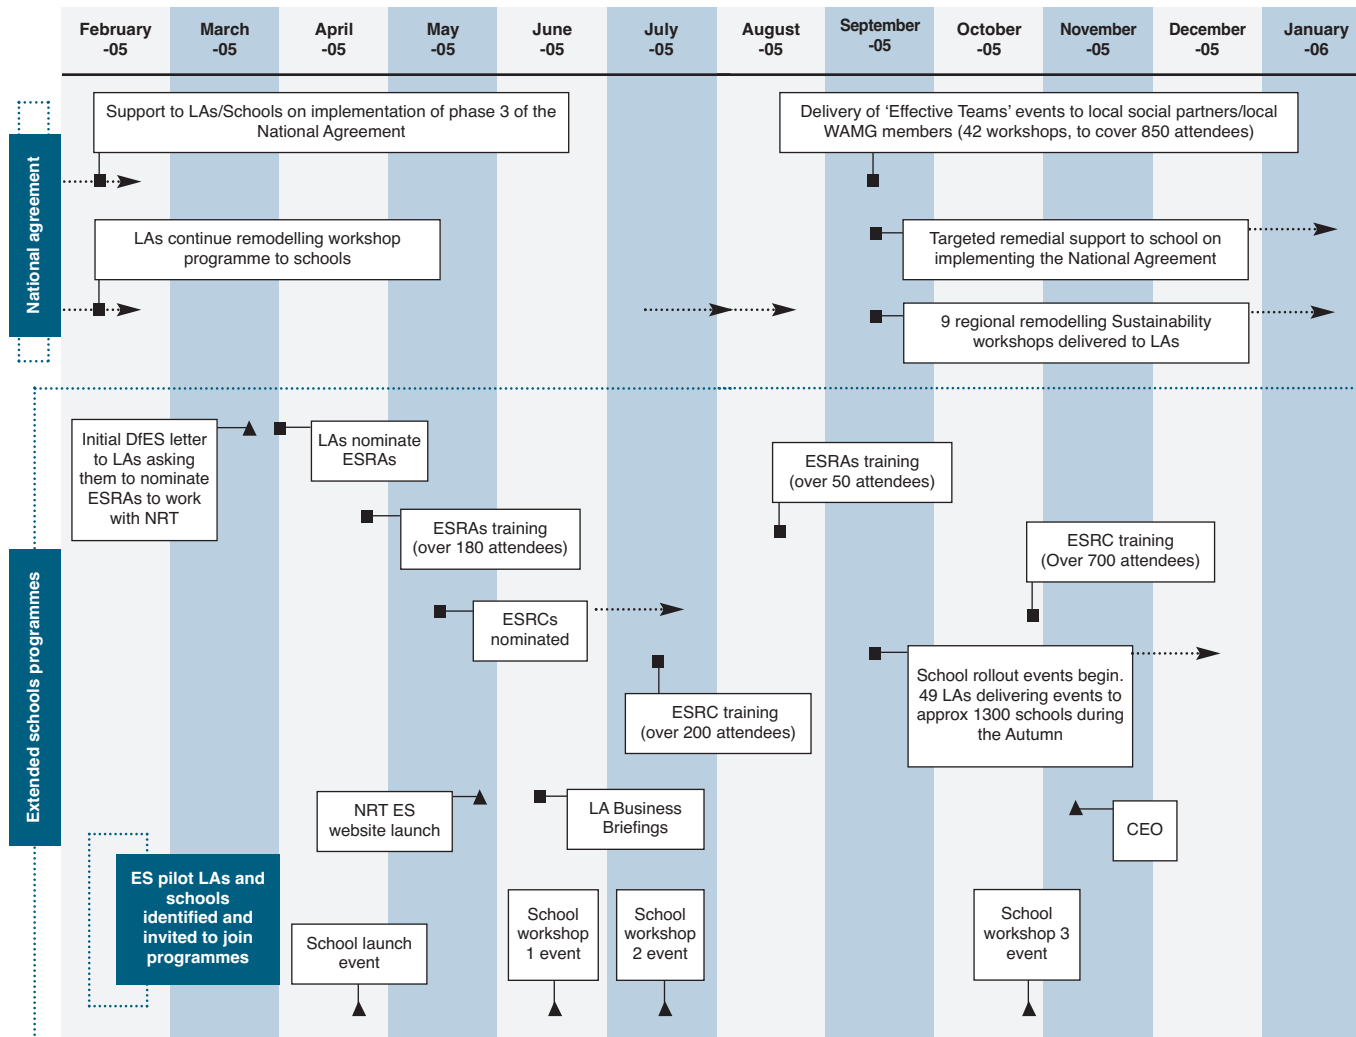 February
-05
March
-05
April
-05
May
-05
June
-05
July
-05
August
-05
September
-05
October
-05
November
-05
December
-05
January
-06
National agreement
Support to LAs/Schools on implementation of phase 3 of the
National Agreement
Delivery of ‘Effective Teams’ events to local social partners/local
WAMG members (42 workshops, to cover 850 attendees)
LAs continue remodelling workshop
programme to schools
Targeted remedial support to school on
implementing the National Agreement
9 regional remodelling Sustainability
workshops delivered to LAs
Extended schools programmes
Initial DfES letter
to LAs asking
them to nominate
ESRAs to work
with NRT
LAs nominate
ESRAs
ESRAs training
(over 180 attendees)
ESRAs training
(over 50 attendees)
ESRC training
(Over 700 attendees)
ESRCs
nominated
ESRC training
(over 200 attendees)
School rollout events begin.
49 LAs delivering events to
approx 1300 schools during
the Autumn
NRT ES
website launch
LA Business
Briefings
CEO
ES pilot LAs and
schools
identified and
invited to join
programmes
School launch
event
School
workshop
1 event
School
workshop
2 event
School
workshop 3
event